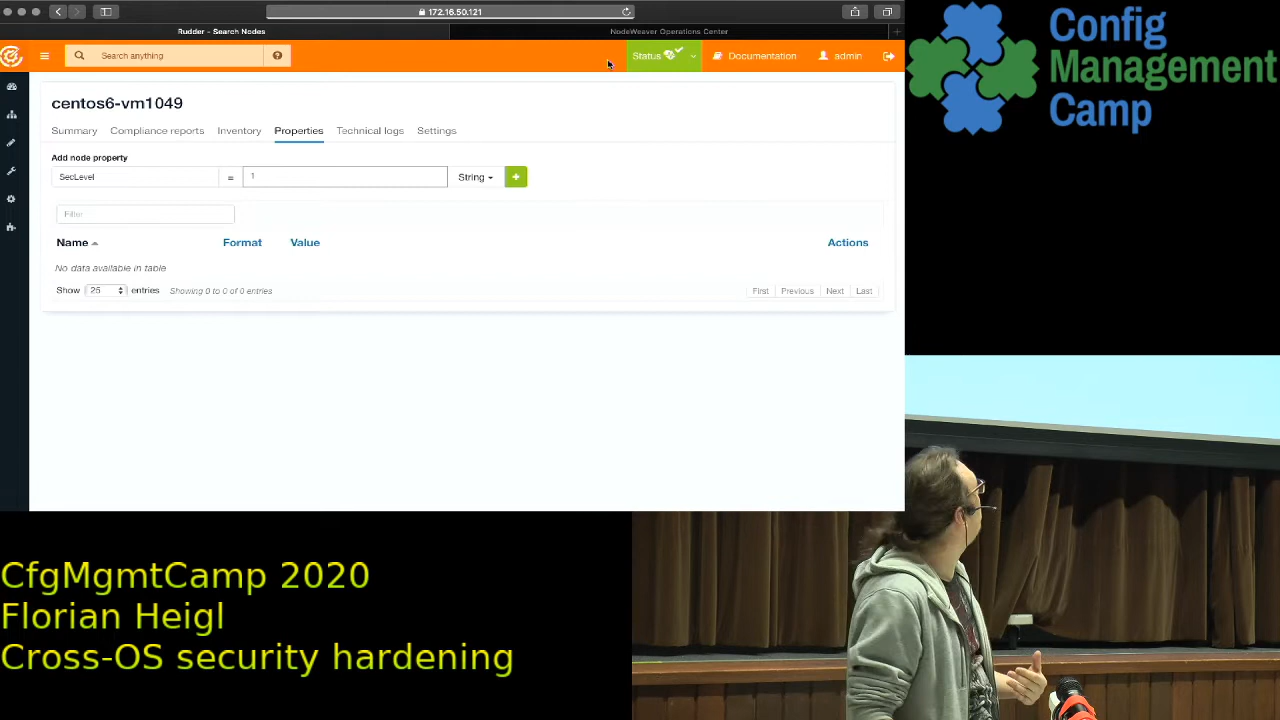 172.16.50.121
Rudder – Search Nodes
NodeWeaver Operations Center
Search anything
Status
Documentation
admin
centos6-vm1049
Summary
Compliance reports
Inventory
Properties
Technical logs
Settings
Add node property
SecLevel
=
1
String
Filter
Name
Format
Value
Actions
No data available in table
Show 25 entries
Showing 0 to 0 of 0 entries
First
Previous
Next
Last
Config
Management
Camp
CfgMgmtCamp 2020
Florian Heigl
Cross-OS security hardening